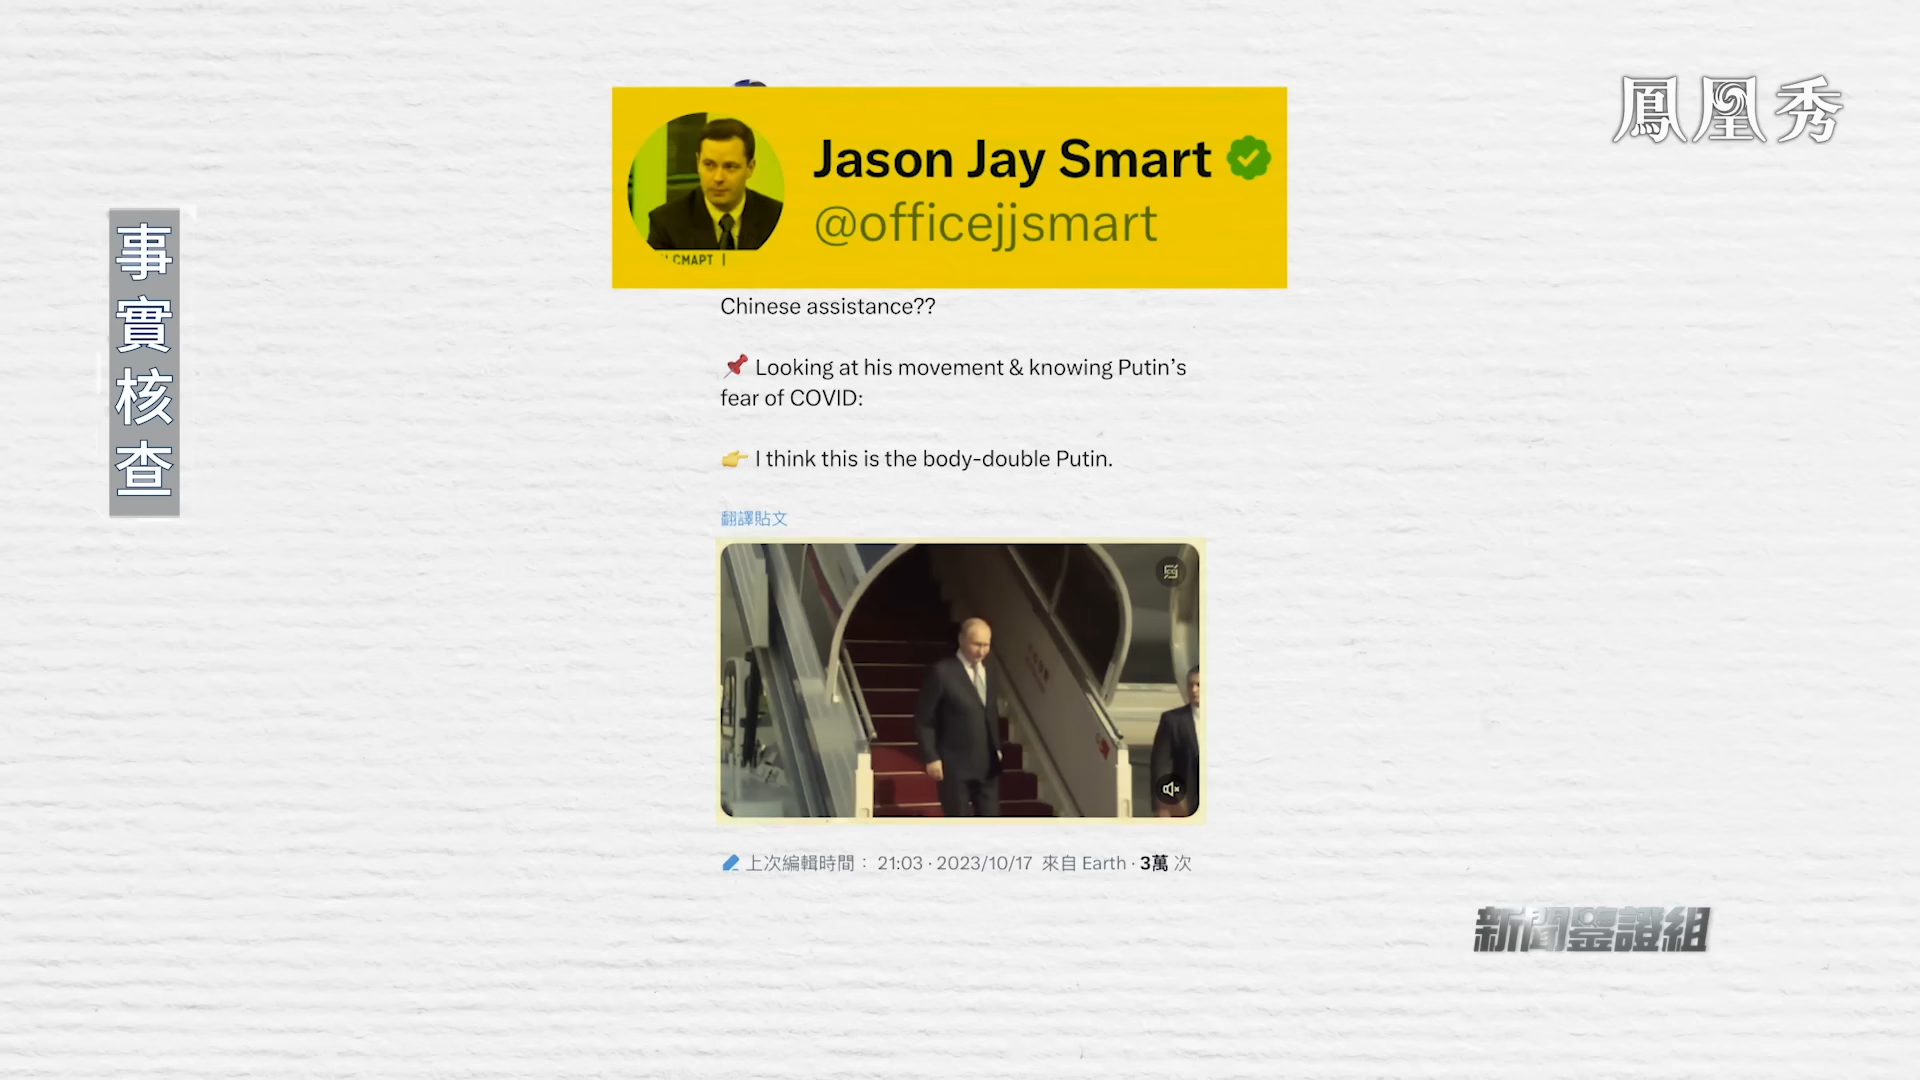 鳳凰秀
事實核查
Jason Jay Smart
@officejjsmart
СМАРТ |
Chinese assistance??
📌 Looking at his movement & knowing Putin’s
fear of COVID:
👉 I think this is the body-double Putin.
翻譯貼文
上次編輯時間： 21:03 · 2023/10/17 來自 Earth · 3萬 次
新聞鑒證組